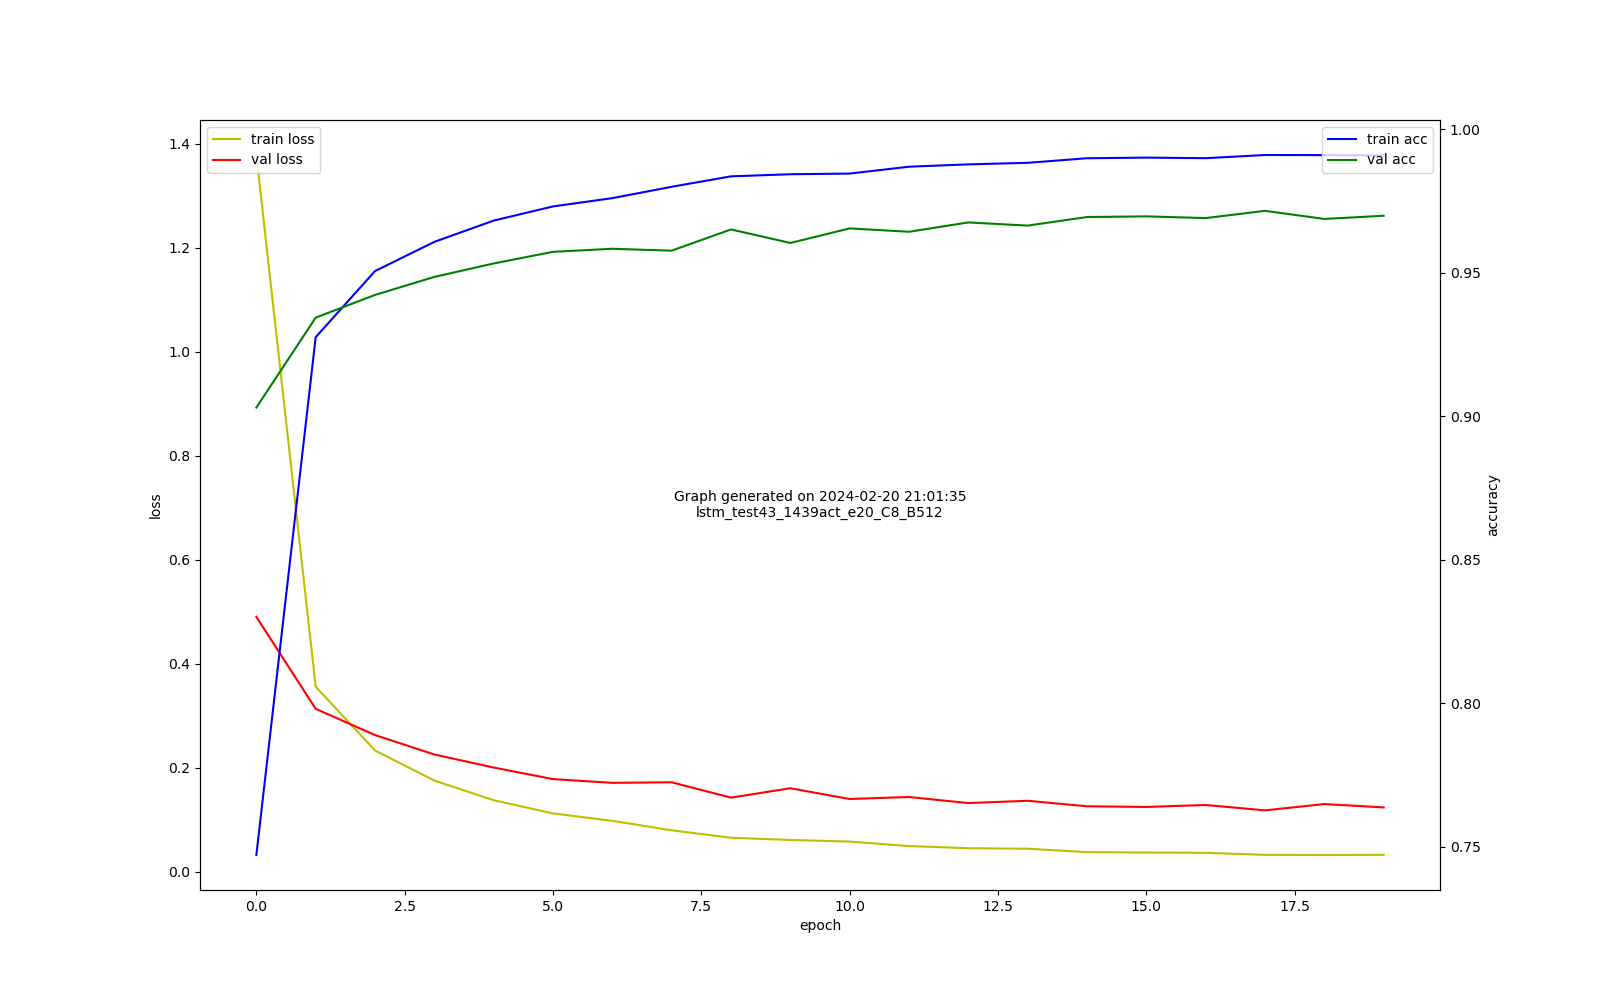 train loss
val loss
train acc
val acc
1.4
1.2
1.0
0.8
0.6
0.4
0.2
0.0
loss
1.00
0.95
0.90
0.85
0.80
0.75
accuracy
Graph generated on 2024-02-20 21:01:35
lstm_test43_1439act_e20_C8_B512
0.0 2.5 5.0 7.5 10.0 12.5 15.0 17.5
epoch